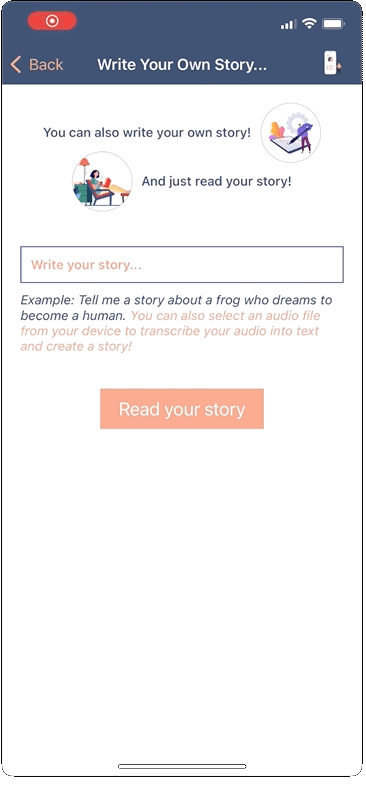 Back
Write Your Own Story...
You can also write your own story!
And just read your story!
Write your story...
Example: Tell me a story about a frog who dreams to
become a human. You can also select an audio file
from your device to transcribe your audio into text
and create a story!
Read your story